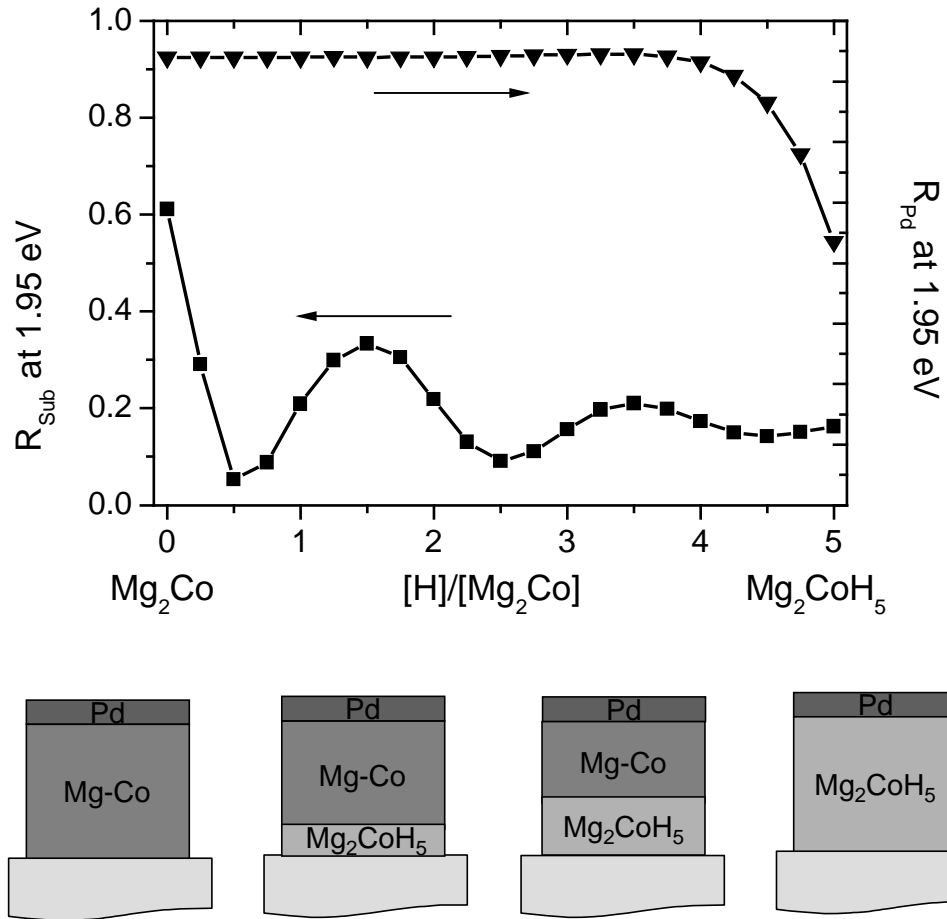 1.0
0.8
0.6
0.4
0.2
0.0
R_Sub at 1.95 eV
R_Pd at 1.95 eV
0 1 2 3 4 5
Mg₂Co [H]/[Mg₂Co] Mg₂CoH₅
Pd Pd Pd Pd
Mg-Co Mg-Co Mg-Co Mg₂CoH₅
Mg₂CoH₅ Mg₂CoH₅